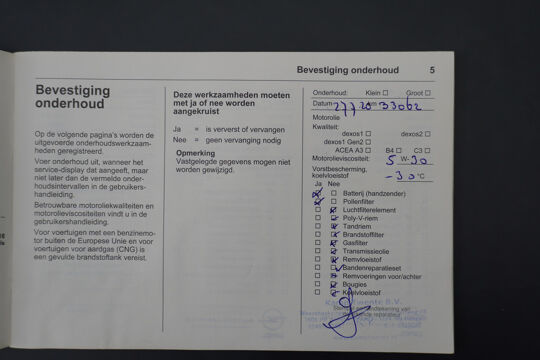 Bevestiging onderhoud 5
Bevestiging
onderhoud
Op de volgende pagina's worden de
uitgevoerde onderhoudswerkzaam-
heden geregistreerd.
Voer onderhoud uit, wanneer het
service-display dat aangeeft, maar
niet later dan de vermelde onder-
houdsintervallen in de gebruikers-
handleiding.
Betrouwbare motoroliekwaliteiten en
motorolieviscositeiten vindt u in de
gebruikershandleiding.
Voor voertuigen met een benzinemo-
tor buiten de Europese Unie en voor
voertuigen voor aardgas (CNG) is
een gevulde brandstoftank vereist.
Deze werkzaamheden moeten
met ja of nee worden
aangekruist
Ja = is ververst of vervangen
Nee = geen vervanging nodig
Opmerking
Vastgelegde gegevens mogen niet
worden gewijzigd.
Onderhoud: Klein ☐ Groot ☐
Datum km 33062
Motorolie
Kwaliteit:
dexos1 ☐ dexos2 ☐
dexos1 Gen2 ☐
ACEA A3 ☐ B4 ☐ C3 ☐
Motorolieviscositeit: 5 W-30
Vorstbescherming,
koelvloeistof -30 °C
Ja Nee
Batterij (handzender)
Pollenfilter
Luchtfilterelement
Poly-V-riem
Tandriem
Brandstoffilter
Gasfilter
Transmissieolie
Remvloeistof
Bandenreparatieset
Remvoeringen voor/achter
Bougies
Koelvloeistof